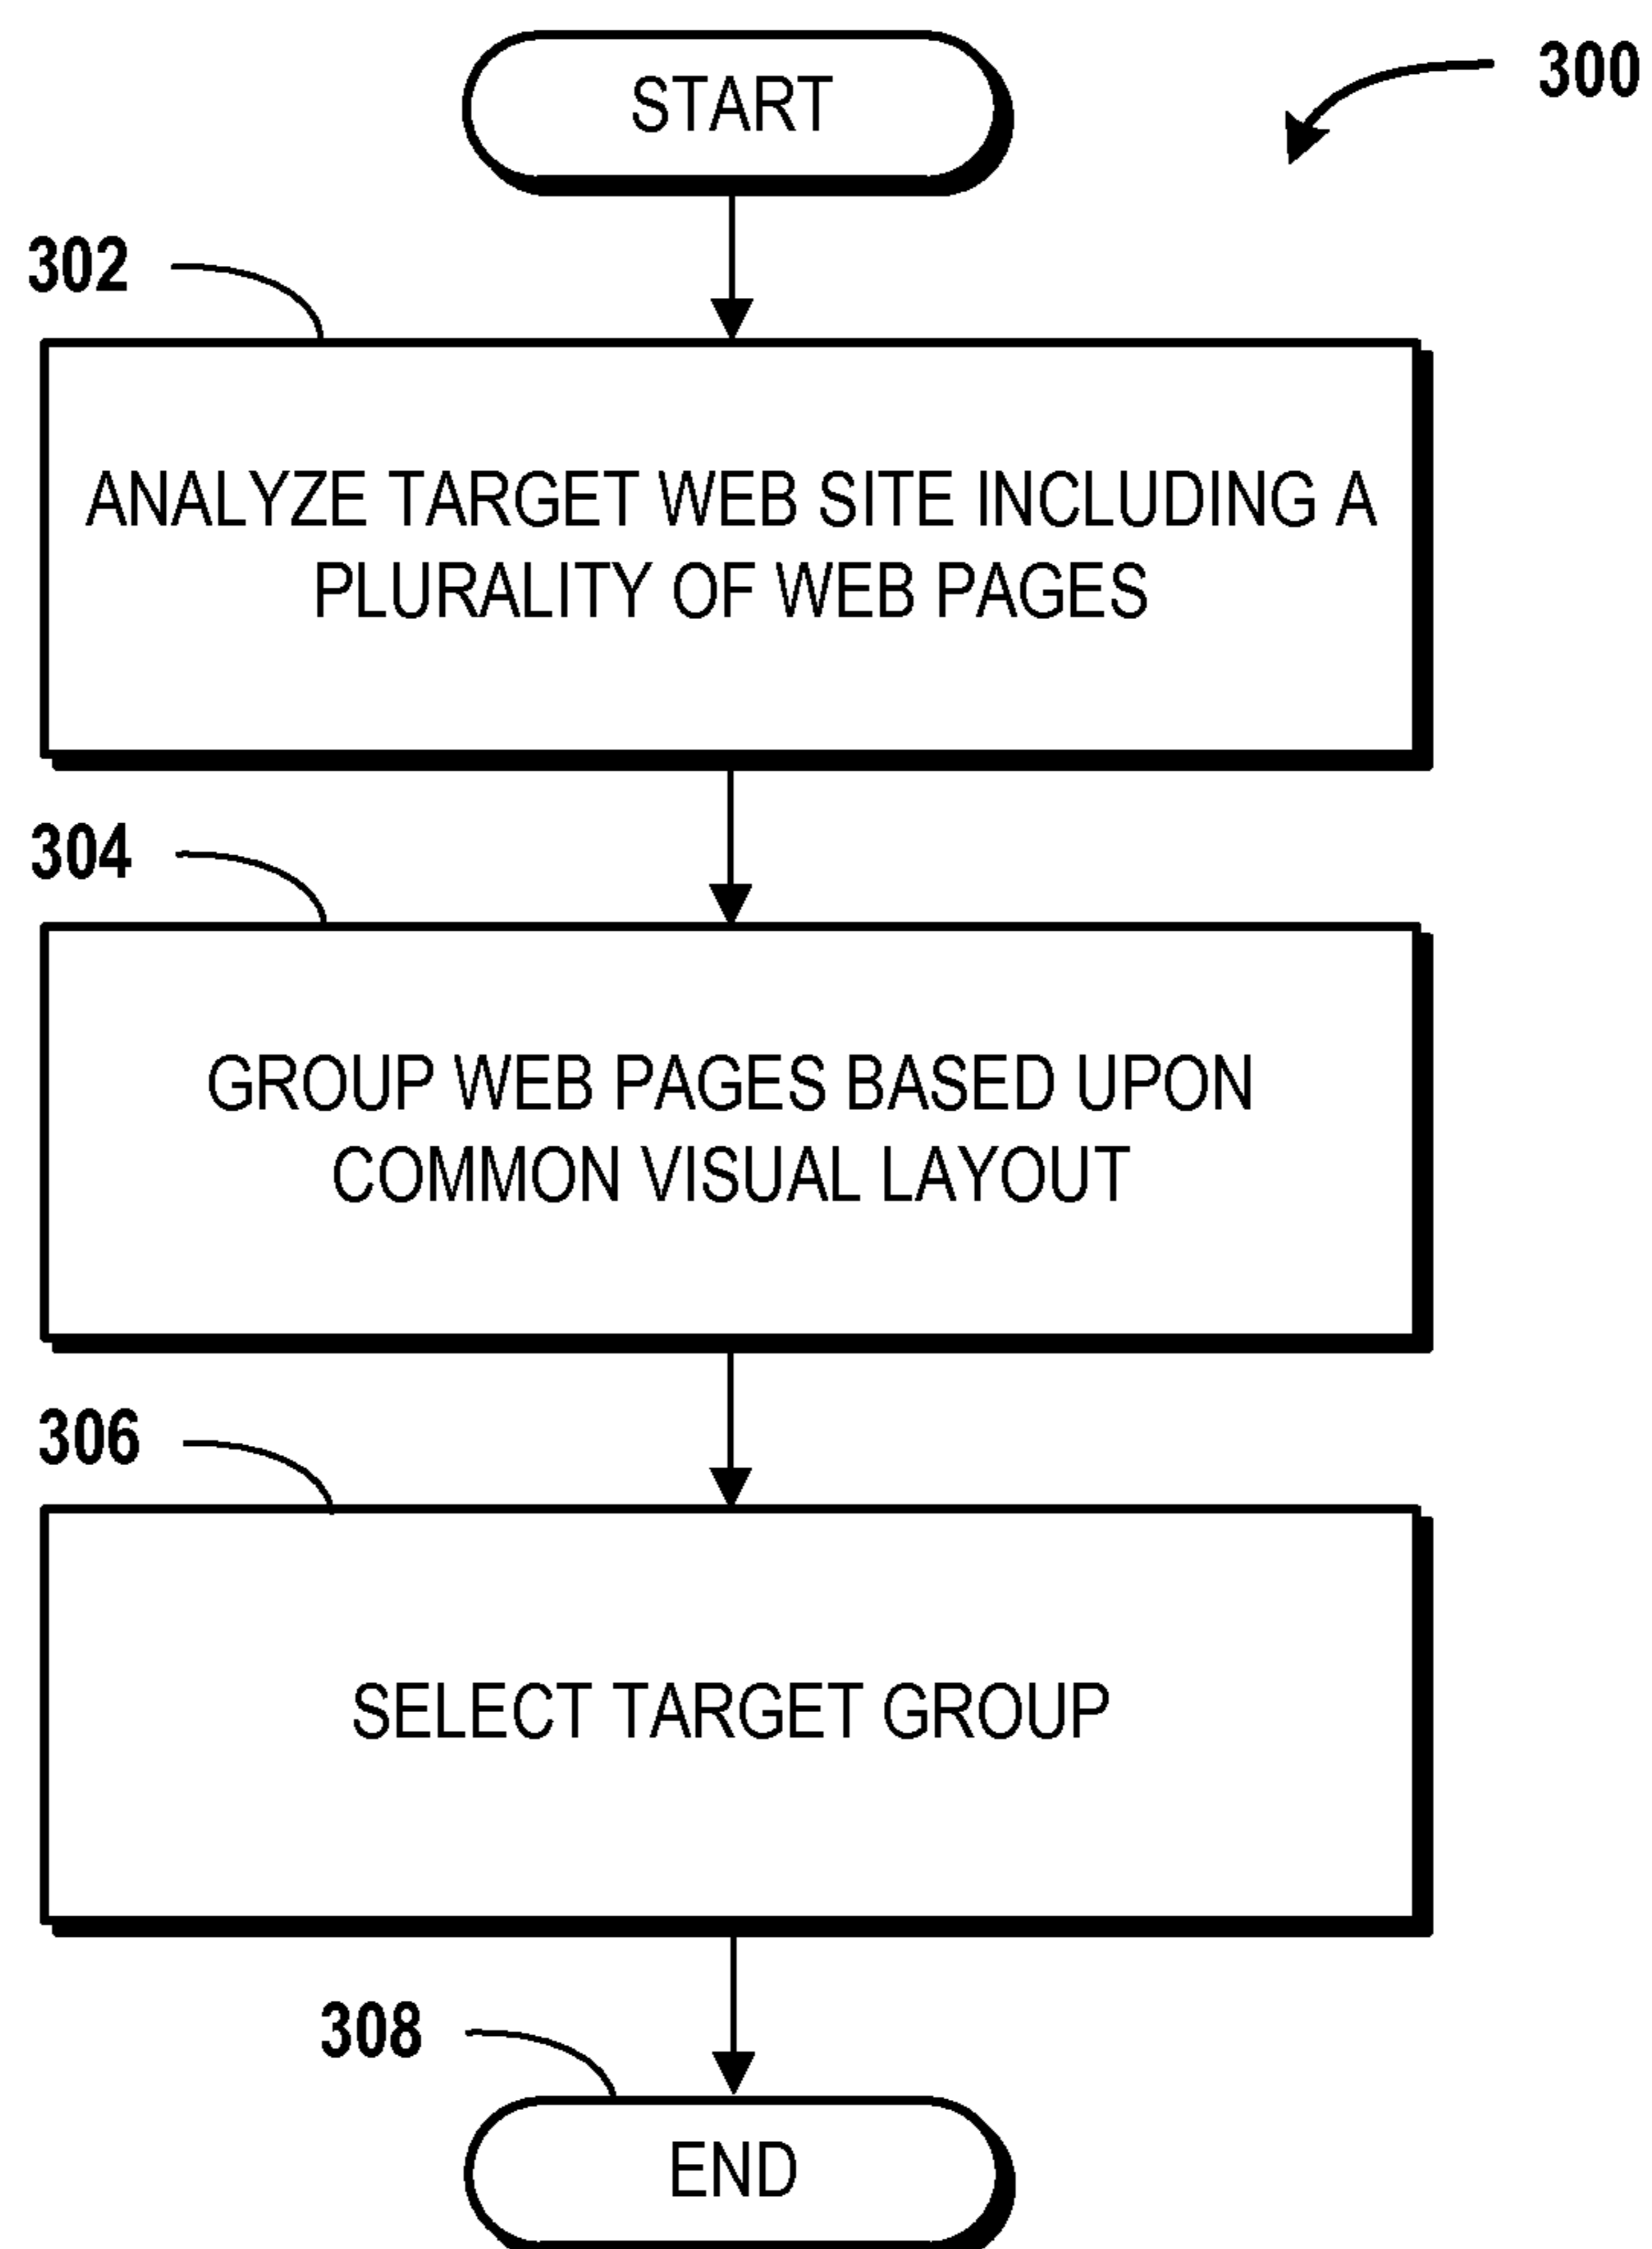 START
300
302
ANALYZE TARGET WEB SITE INCLUDING A
PLURALITY OF WEB PAGES
304
GROUP WEB PAGES BASED UPON
COMMON VISUAL LAYOUT
306
SELECT TARGET GROUP
308
END